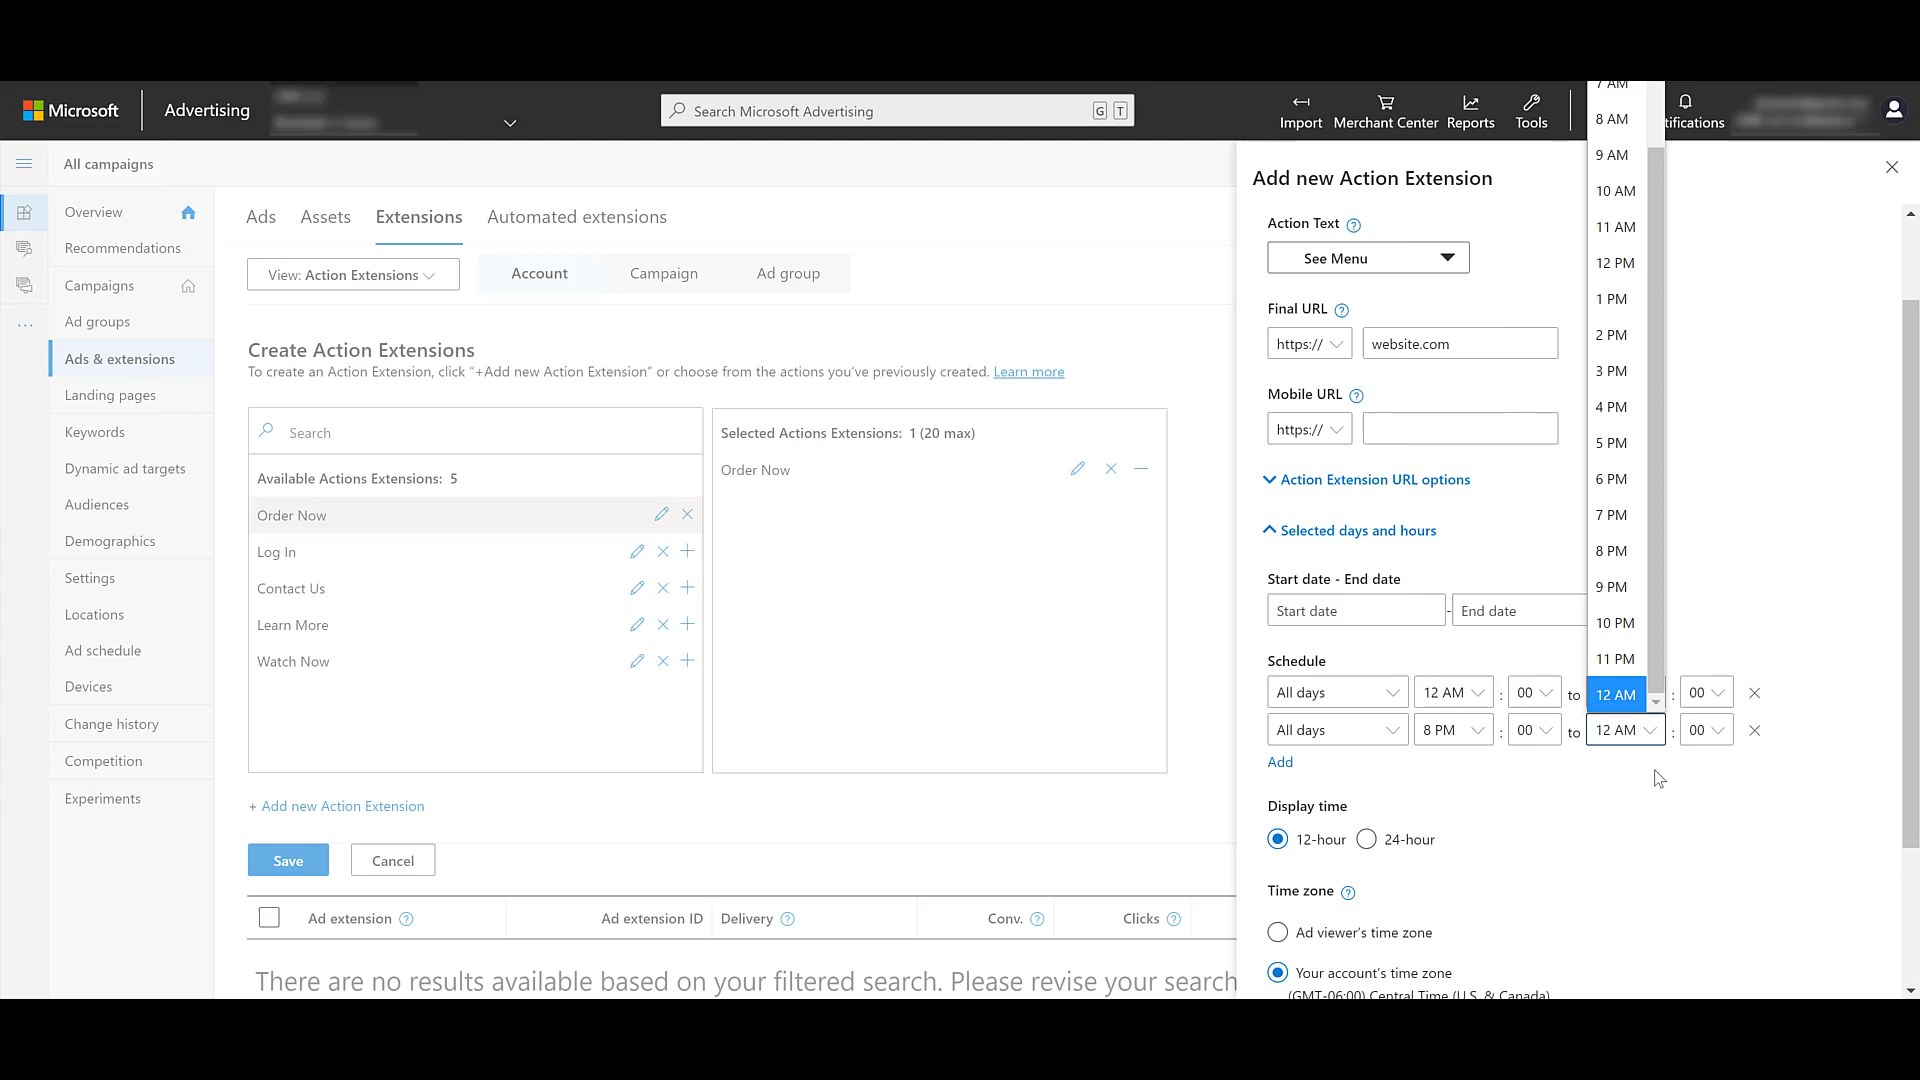 Microsoft
Advertising
Search Microsoft Advertising
G
T
Import
Merchant Center
Reports
Tools
tifications
All campaigns
Overview
Recommendations
Campaigns
Ad groups
Ads & extensions
Landing pages
Keywords
Dynamic ad targets
Audiences
Demographics
Settings
Locations
Ad schedule
Devices
Change history
Competition
Experiments
Ads
Assets
Extensions
Automated extensions
View: Action Extensions
Account
Campaign
Ad group
Create Action Extensions
To create an Action Extension, click “+Add new Action Extension” or choose from the actions you’ve previously created. Learn more
Search
Available Actions Extensions: 5
Order Now
Log In
Contact Us
Learn More
Watch Now
Selected Actions Extensions: 1 (20 max)
Order Now
+ Add new Action Extension
Save
Cancel
Ad extension
Ad extension ID
Delivery
Conv.
Clicks
There are no results available based on your filtered search. Please revise your search
Add new Action Extension
Action Text
See Menu
Final URL
https://
website.com
Mobile URL
https://
Action Extension URL options
Selected days and hours
Start date - End date
Start date
-
End date
Schedule
All days
12 AM
:
00
to
:
00
All days
8 PM
:
00
to
12 AM
:
00
Add
7 AM
8 AM
9 AM
10 AM
11 AM
12 PM
1 PM
2 PM
3 PM
4 PM
5 PM
6 PM
7 PM
8 PM
9 PM
10 PM
11 PM
12 AM
Display time
12-hour
24-hour
Time zone
Ad viewer’s time zone
Your account’s time zone
(GMT-06:00) Central Time (U.S. & Canada)